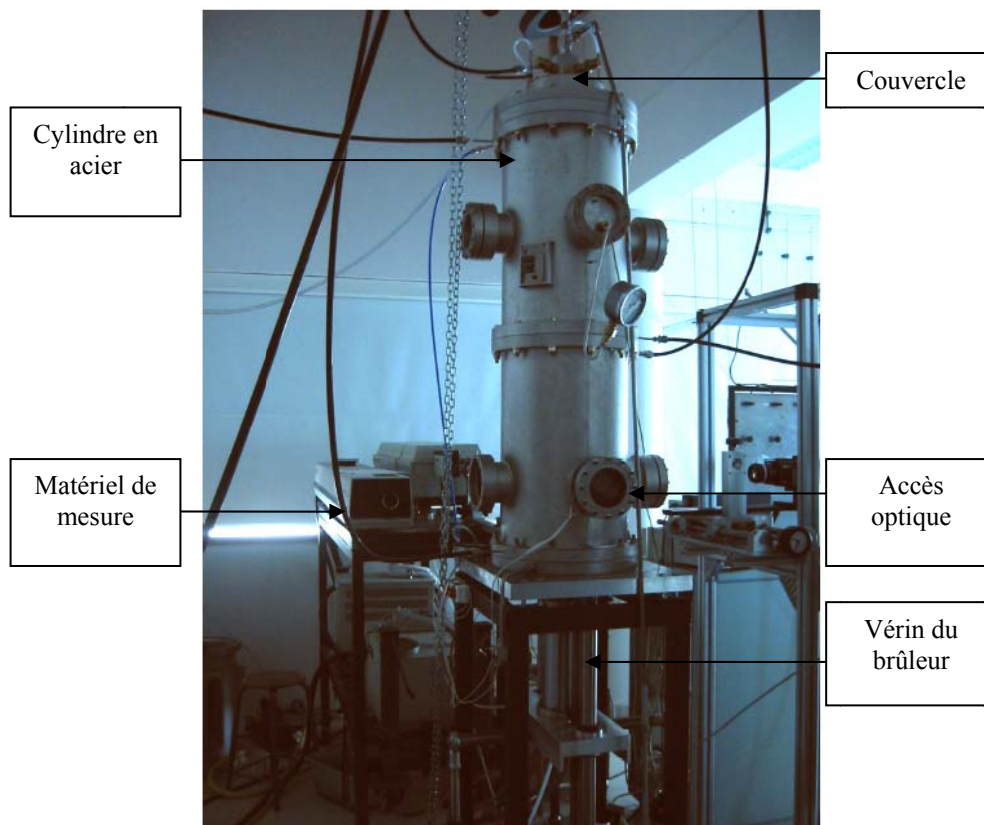 Couvercle
Cylindre en
acier
Matériel de
mesure
Accès
optique
Vérin du
brûleur